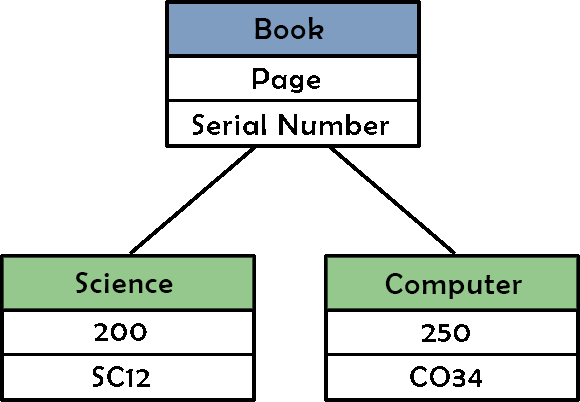 Book
Page
Serial Number
Science
200
SC12
Computer
250
CO34